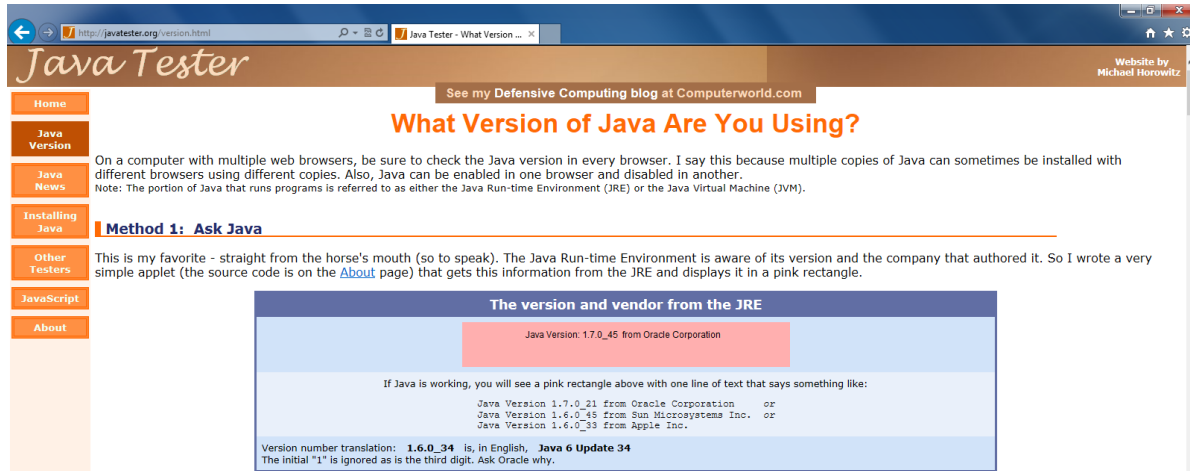 http://javatester.org/version.html
Java Tester - What Version ...
Java Tester
Website by
Michael Horowitz
See my Defensive Computing blog at Computerworld.com
Home
Java
Version
Java
News
Installing
Java
Other
Testers
JavaScript
About
What Version of Java Are You Using?
On a computer with multiple web browsers, be sure to check the Java version in every browser. I say this because multiple copies of Java can sometimes be installed with
different browsers using different copies. Also, Java can be enabled in one browser and disabled in another.
Note: The portion of Java that runs programs is referred to as either the Java Run-time Environment (JRE) or the Java Virtual Machine (JVM).
Method 1: Ask Java
This is my favorite - straight from the horse's mouth (so to speak). The Java Run-time Environment is aware of its version and the company that authored it. So I wrote a very
simple applet (the source code is on the About page) that gets this information from the JRE and displays it in a pink rectangle.
The version and vendor from the JRE
Java Version: 1.7.0_45 from Oracle Corporation
If Java is working, you will see a pink rectangle above with one line of text that says something like:
Java Version 1.7.0_21 from Oracle Corporation or
Java Version 1.6.0_45 from Sun Microsystems Inc. or
Java Version 1.6.0_33 from Apple Inc.
Version number translation: 1.6.0_34 is, in English, Java 6 Update 34
The initial "1" is ignored as is the third digit. Ask Oracle why.